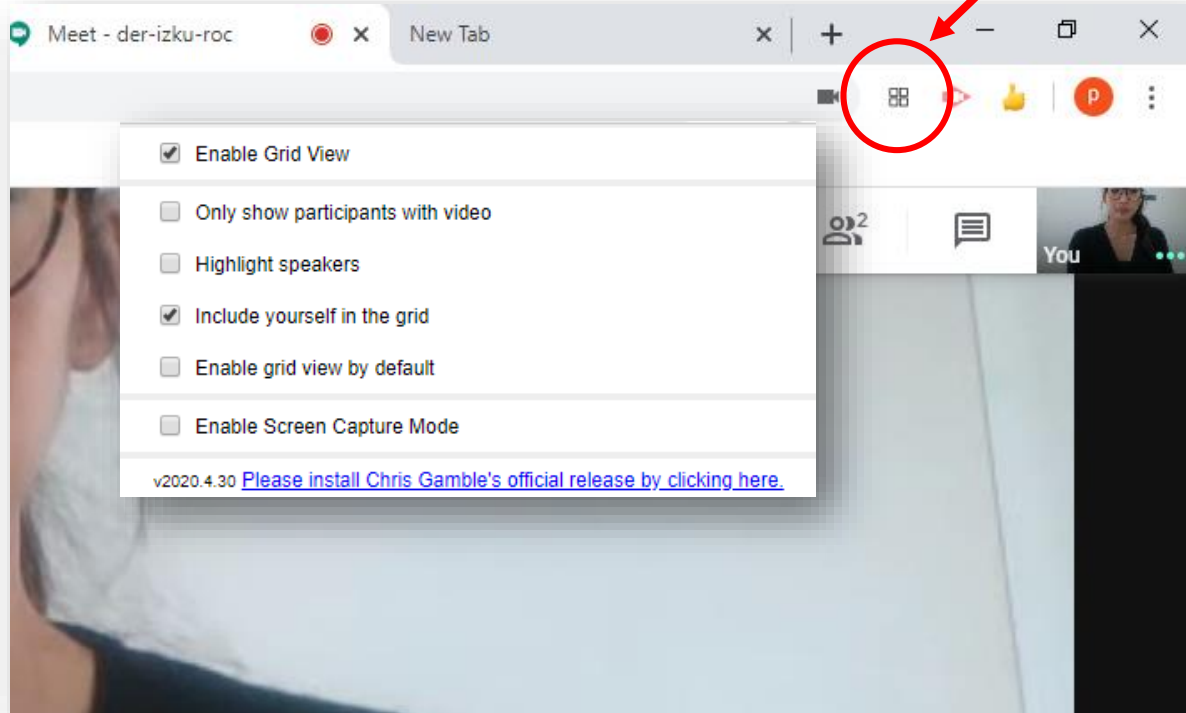 Meet - der-izku-roc
New Tab
p
Enable Grid View
Only show participants with video
Highlight speakers
Include yourself in the grid
Enable grid view by default
Enable Screen Capture Mode
v2020.4.30 Please install Chris Gamble's official release by clicking here.
2
You